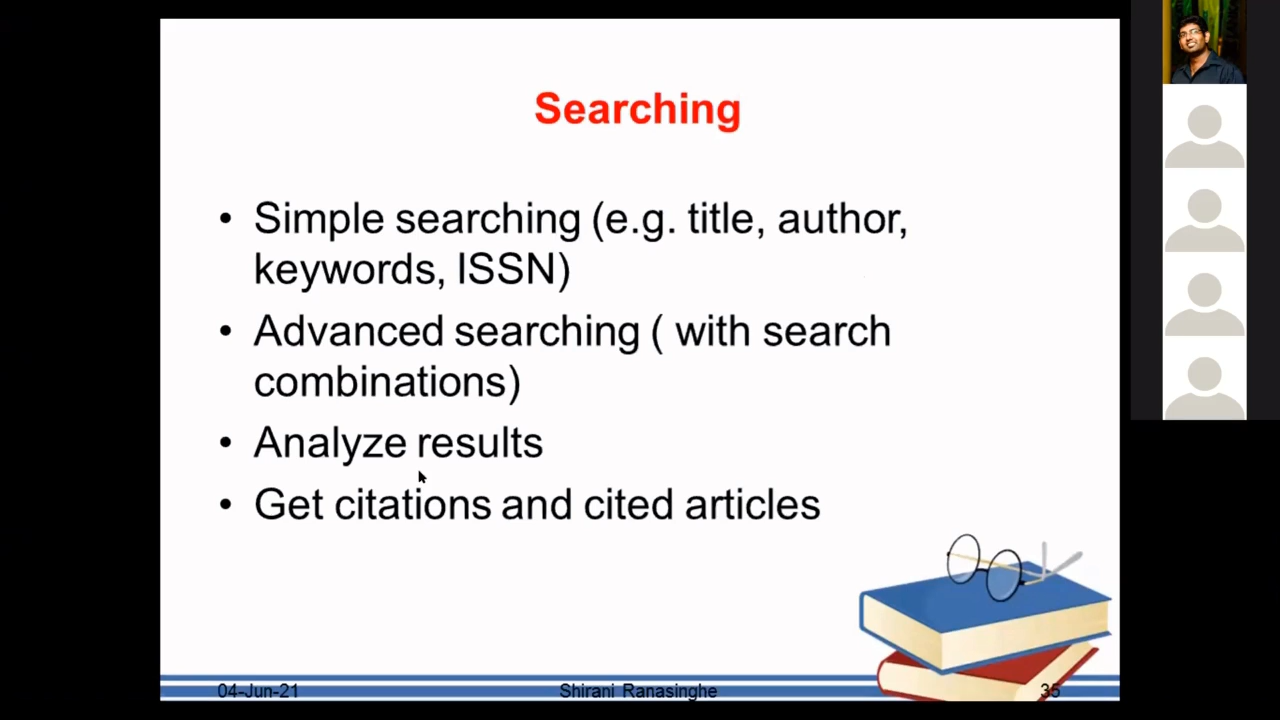 Searching
• Simple searching (e.g. title, author,
keywords, ISSN)
• Advanced searching ( with search
combinations)
• Analyze results
• Get citations and cited articles
04-Jun-21 Shirani Ranasinghe 35